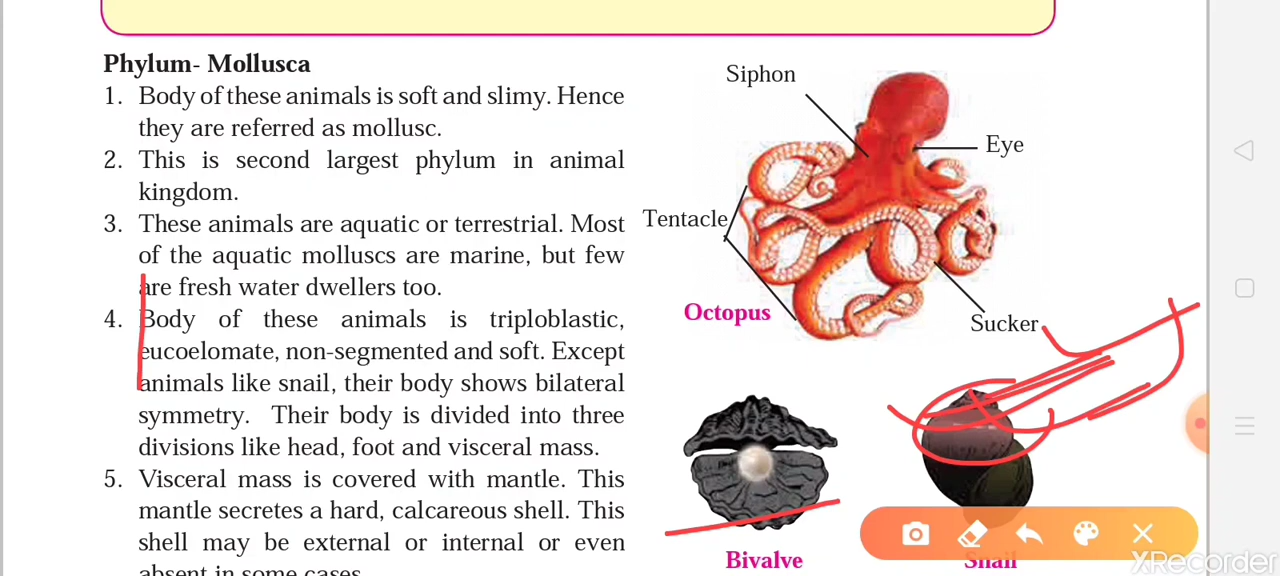 Phylum- Mollusca
1. Body of these animals is soft and slimy. Hence
they are referred as mollusc.
2. This is second largest phylum in animal
kingdom.
3. These animals are aquatic or terrestrial. Most
of the aquatic molluscs are marine, but few
are fresh water dwellers too.
4. Body of these animals is triploblastic,
eucoelomate, non-segmented and soft. Except
animals like snail, their body shows bilateral
symmetry. Their body is divided into three
divisions like head, foot and visceral mass.
5. Visceral mass is covered with mantle. This
mantle secretes a hard, calcareous shell. This
shell may be external or internal or even
absent in some cases.
Siphon
Eye
Tentacle
Octopus
Sucker
Bivalve
Snail
XRecorder